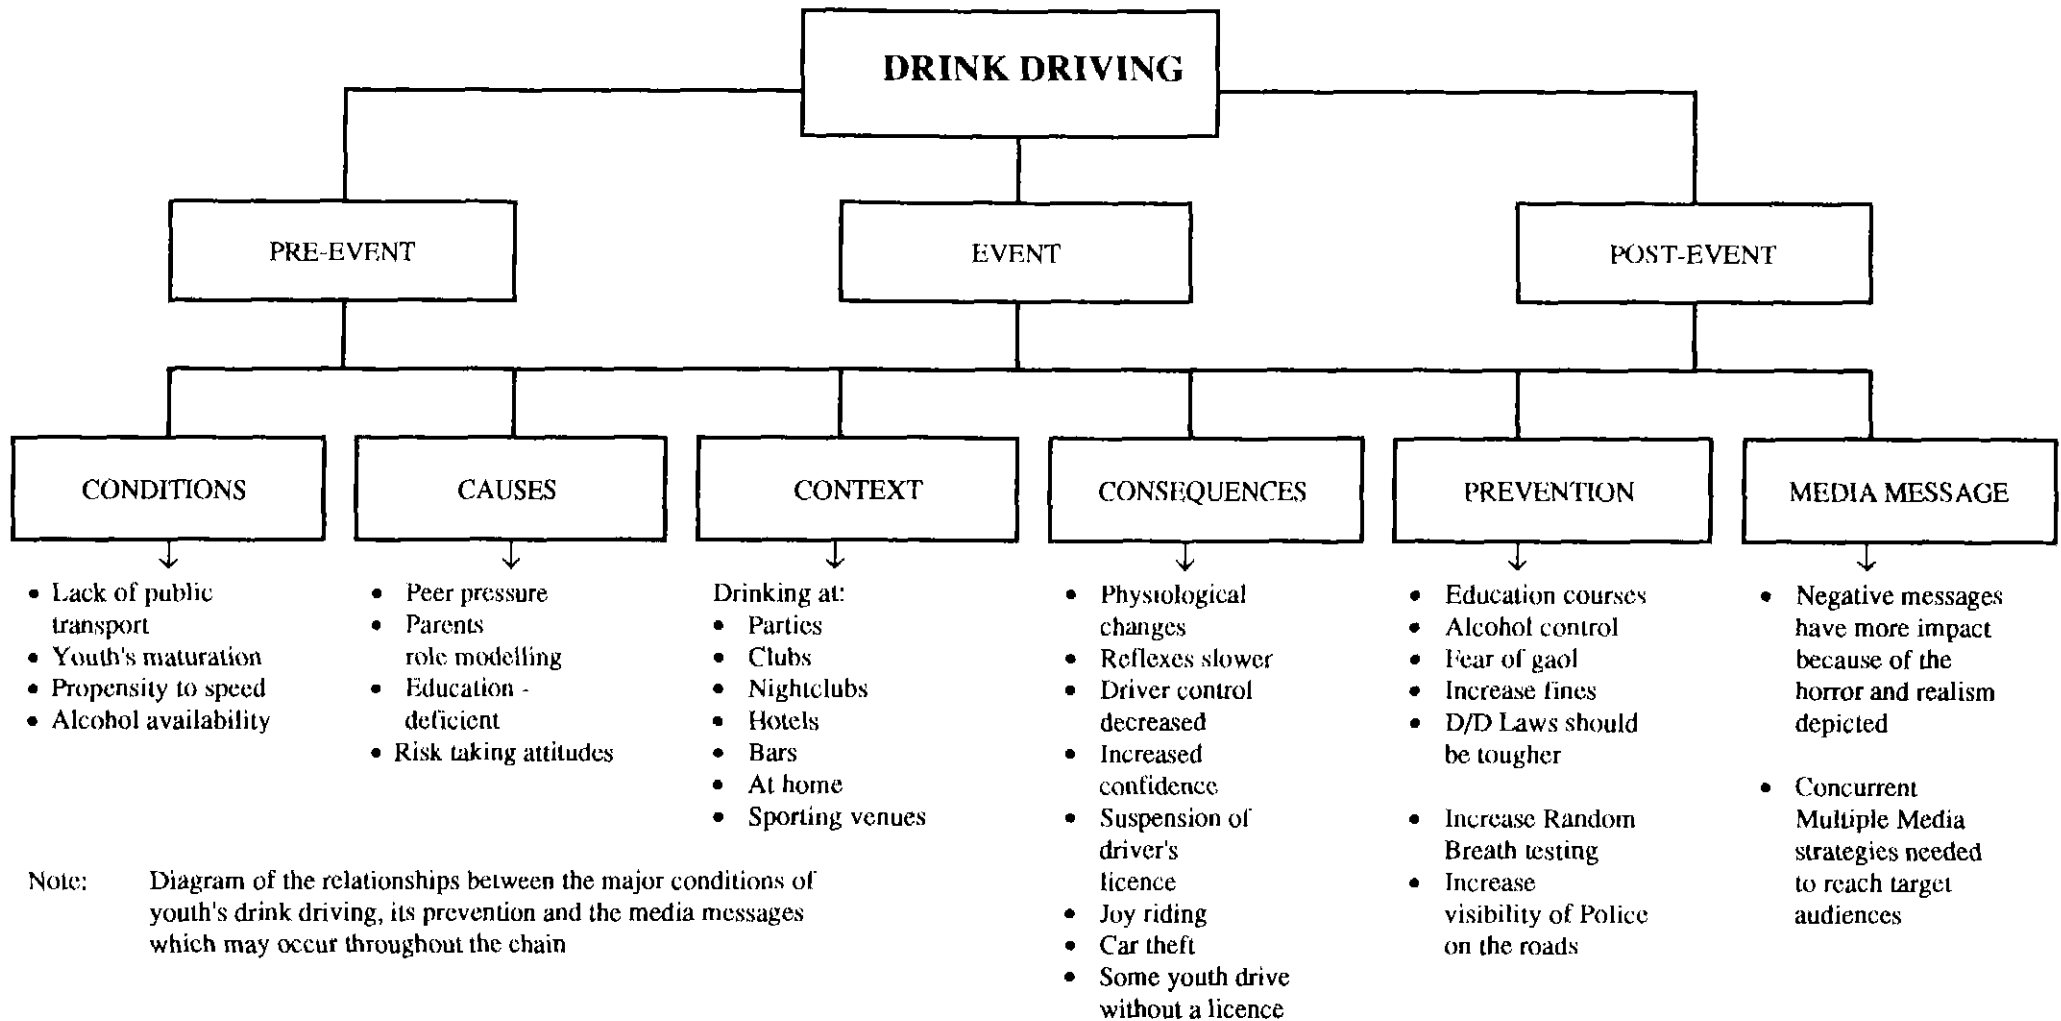 DRINK DRIVING
PRE-EVENT
EVENT
POST-EVENT
CONDITIONS
CAUSES
CONTEXT
CONSEQUENCES
PREVENTION
MEDIA MESSAGE
• Lack of public
transport
• Youth's maturation
• Propensity to speed
• Alcohol availability
• Peer pressure
• Parents
role modelling
• Education -
deficient
• Risk taking attitudes
Drinking at:
• Parties
• Clubs
• Nightclubs
• Hotels
• Bars
• At home
• Sporting venues
• Physiological
changes
• Reflexes slower
• Driver control
decreased
• Increased
confidence
• Suspension of
driver's
licence
• Joy riding
• Car theft
• Some youth drive
without a licence
• Education courses
• Alcohol control
• Fear of gaol
• Increase fines
• D/D Laws should
be tougher
• Increase Random
Breath testing
• Increase
visibility of Police
on the roads
• Negative messages
have more impact
because of the
horror and realism
depicted
• Concurrent
Multiple Media
strategies needed
to reach target
audiences
Note: Diagram of the relationships between the major conditions of
youth's drink driving, its prevention and the media messages
which may occur throughout the chain